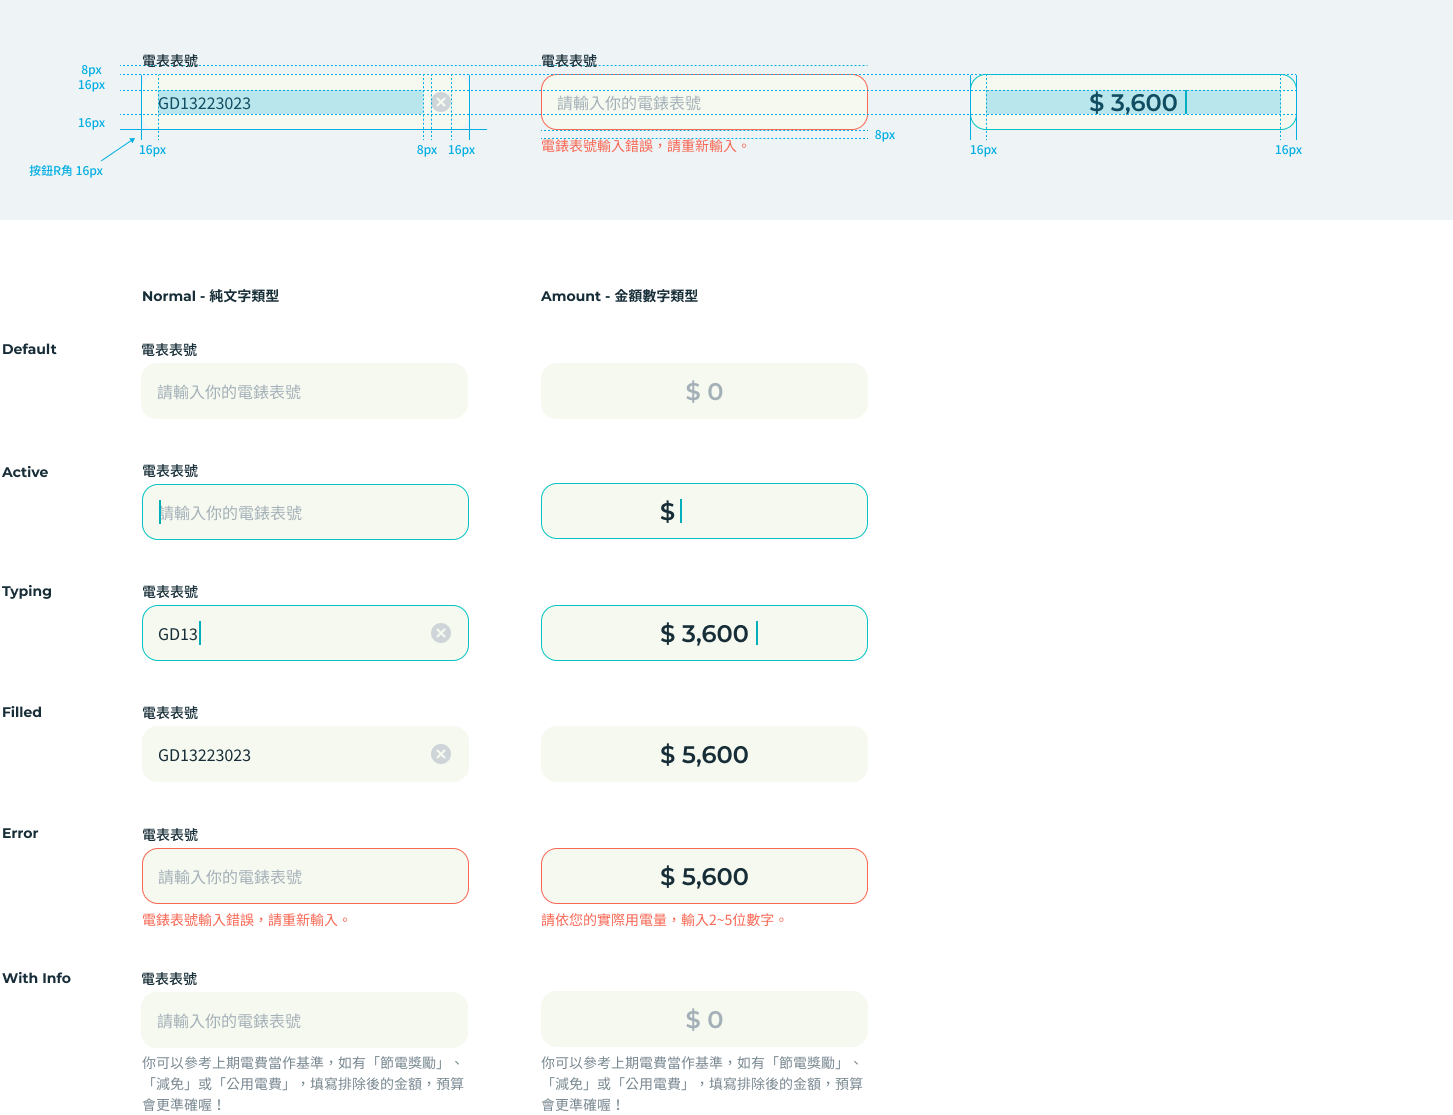 電表表號
電表表號
8px
16px
GD13223023
請輸入你的電錶表號
$ 3,600
16px
8px
電錶表號輸入錯誤，請重新輸入。
16px
8px
16px
16px
16px
按鈕R角 16px
Normal - 純文字類型
Amount - 金額數字類型
Default
電表表號
請輸入你的電錶表號
$ 0
Active
電表表號
請輸入你的電錶表號
$
Typing
電表表號
GD13
$ 3,600
Filled
電表表號
GD13223023
$ 5,600
Error
電表表號
請輸入你的電錶表號
$ 5,600
電錶表號輸入錯誤，請重新輸入。
請依您的實際用電量，輸入2~5位數字。
With Info
電表表號
請輸入你的電錶表號
$ 0
你可以參考上期電費當作基準，如有「節電獎勵」、
「減免」或「公用電費」，填寫排除後的金額，預算
會更準確喔！
你可以參考上期電費當作基準，如有「節電獎勵」、
「減免」或「公用電費」，填寫排除後的金額，預算
會更準確喔！